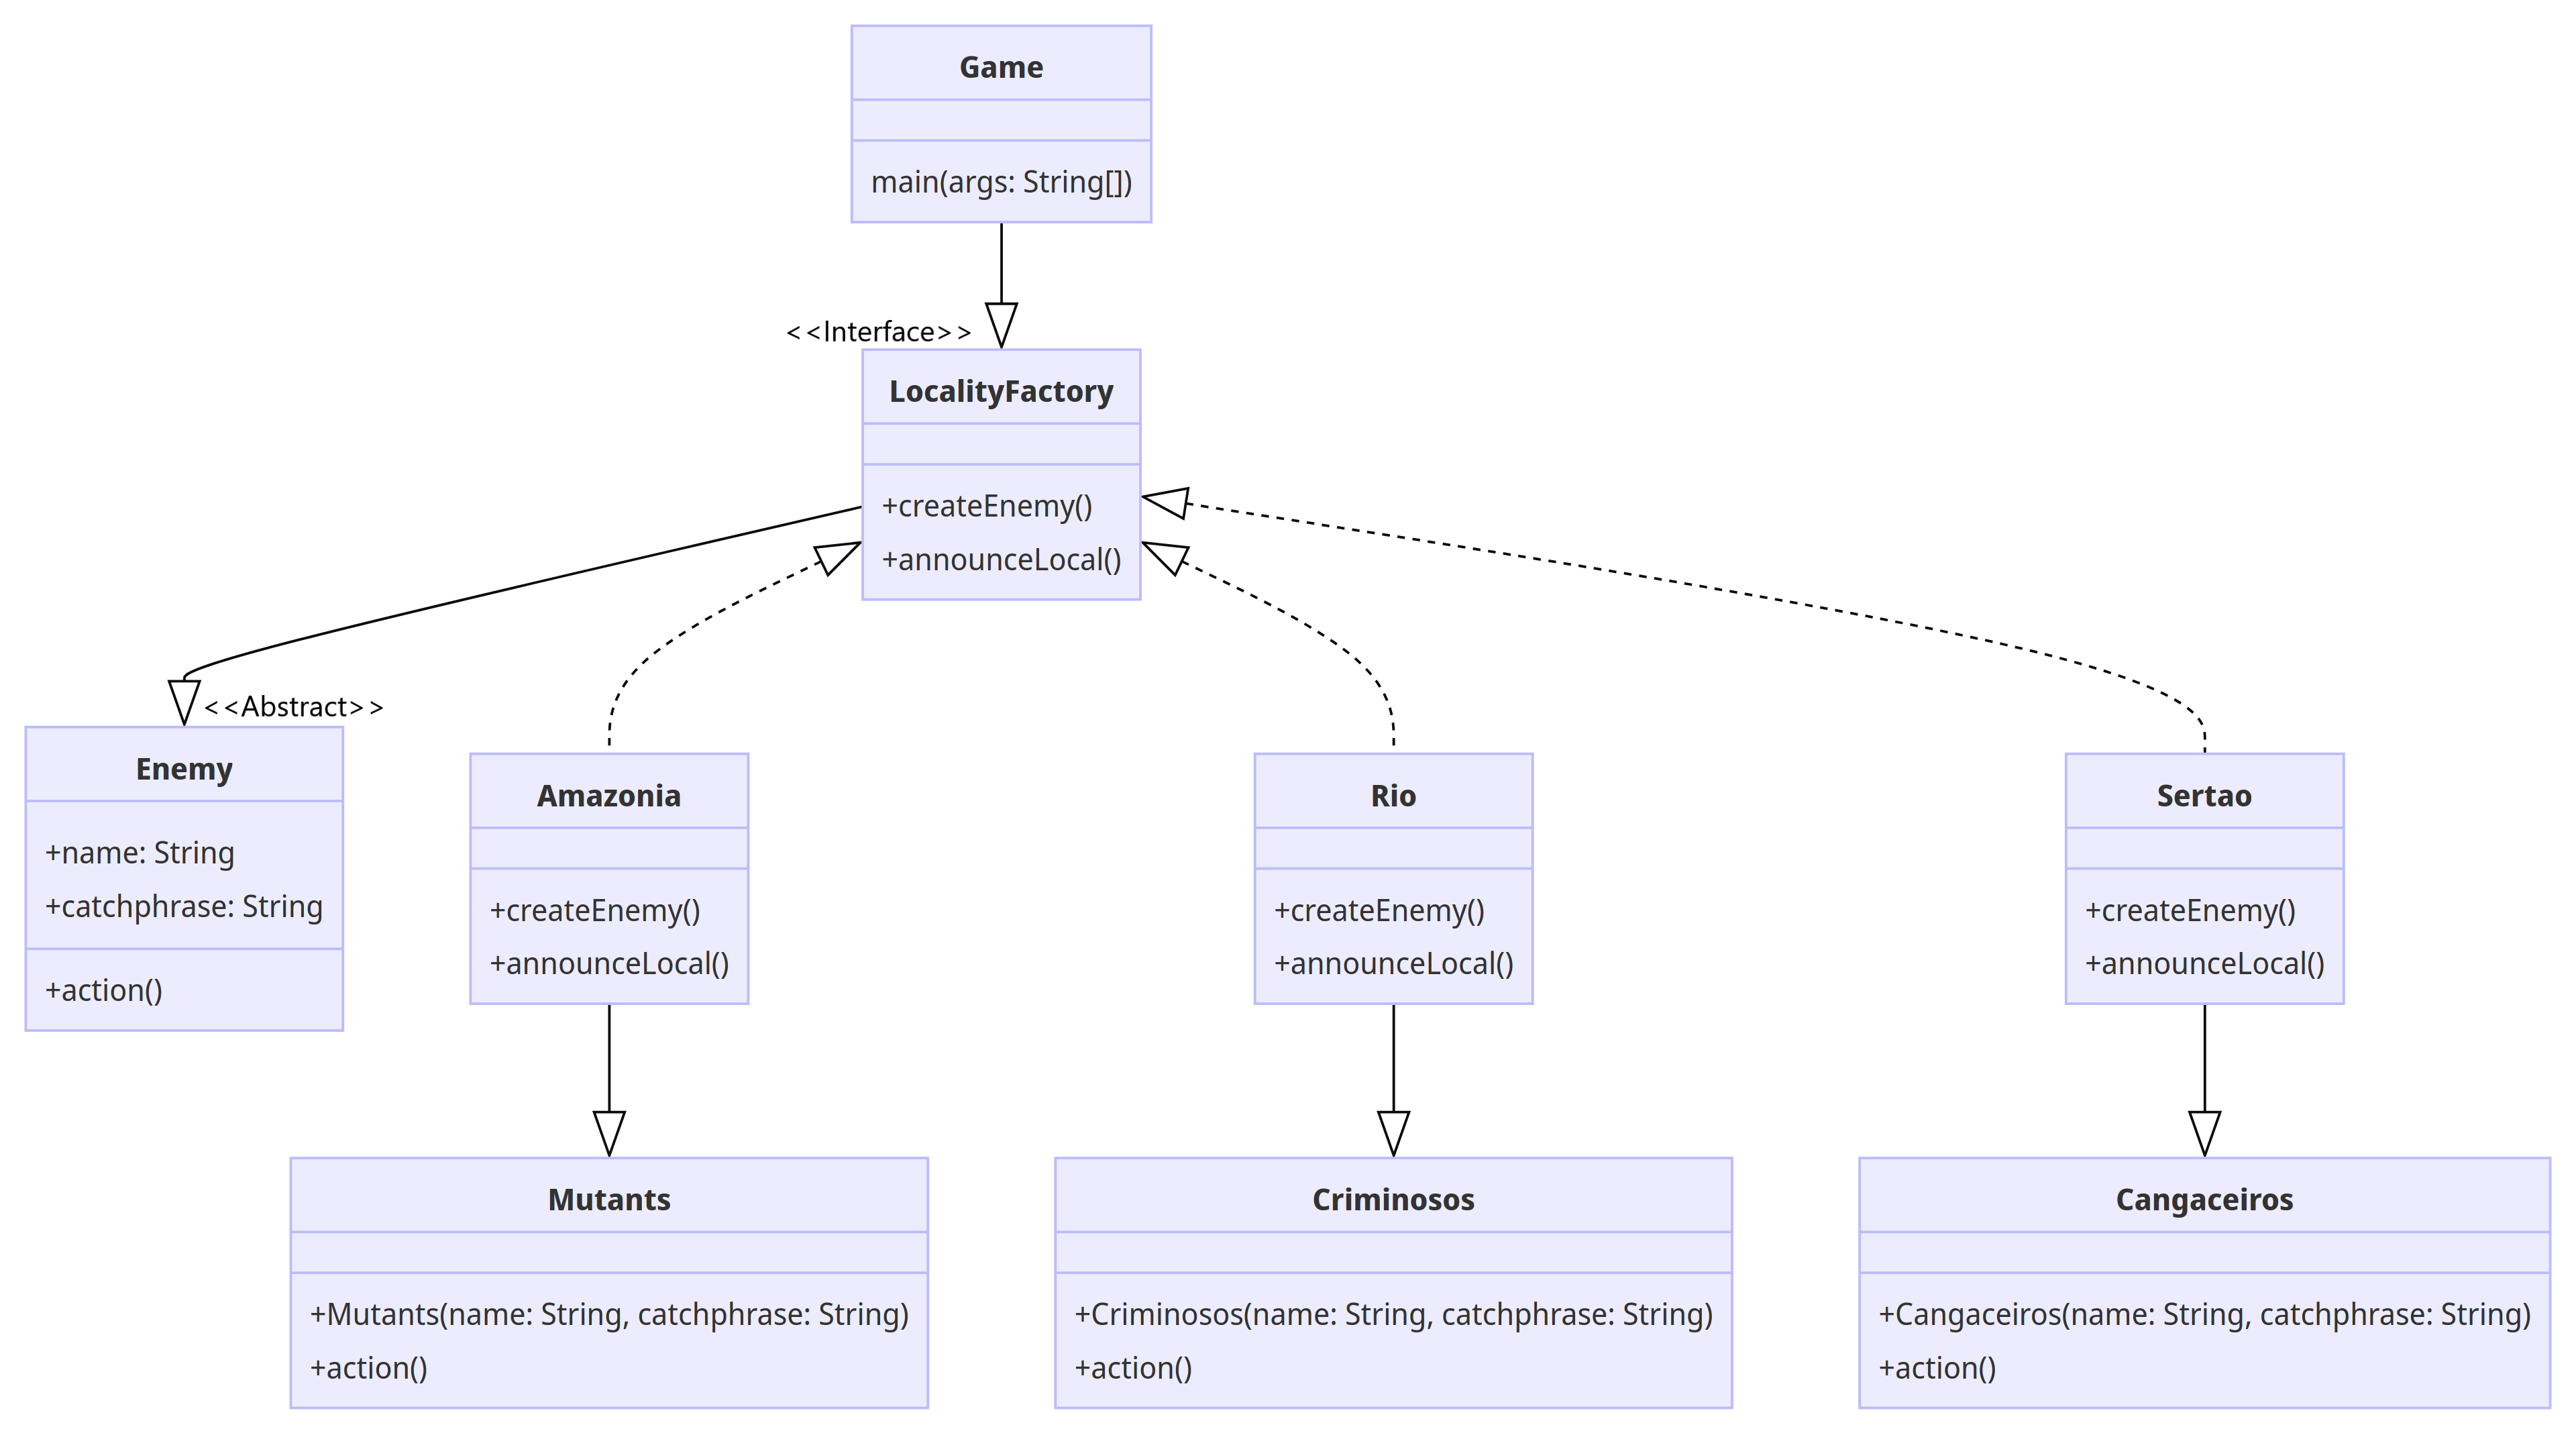 Game
main(args: String[])
<<Interface>>
LocalityFactory
+createEnemy()
+announceLocal()
<<Abstract>>
Enemy
+name: String
+catchphrase: String
+action()
Amazonia
+createEnemy()
+announceLocal()
Rio
+createEnemy()
+announceLocal()
Sertao
+createEnemy()
+announceLocal()
Mutants
+Mutants(name: String, catchphrase: String)
+action()
Criminosos
+Criminosos(name: String, catchphrase: String)
+action()
Cangaceiros
+Cangaceiros(name: String, catchphrase: String)
+action()